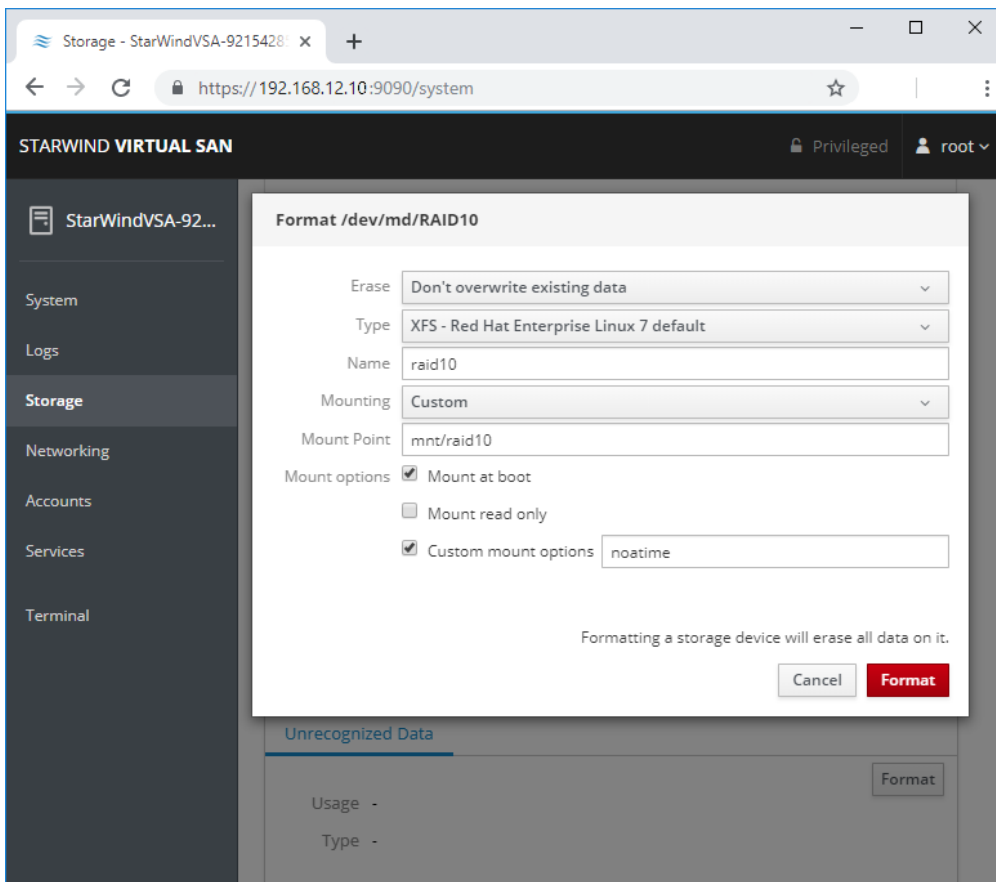 Storage - StarWindVSA-9215428
https://192.168.12.10:9090/system
STARWIND VIRTUAL SAN
Privileged
root
StarWindVSA-92...
System
Logs
Storage
Networking
Accounts
Services
Terminal
Format /dev/md/RAID10
Erase Don't overwrite existing data
Type XFS - Red Hat Enterprise Linux 7 default
Name raid10
Mounting Custom
Mount Point mnt/raid10
Mount options Mount at boot
Mount read only
Custom mount options noatime
Formatting a storage device will erase all data on it.
Cancel Format
Unrecognized Data
Format
Usage -
Type -